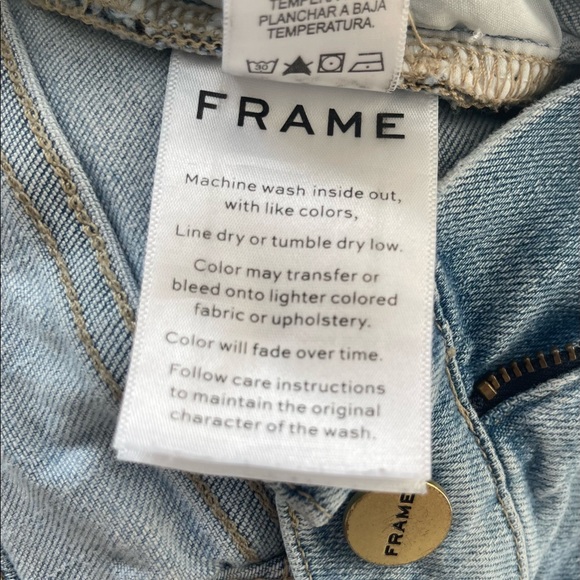 PLANCHAR A BAJA
TEMPERATURA.
30
FRAME
Machine wash inside out,
with like colors,
Line dry or tumble dry low.
Color may transfer or
bleed onto lighter colored
fabric or upholstery.
Color will fade over time.
Follow care instructions
to maintain the original
character of the wash.
FRAME